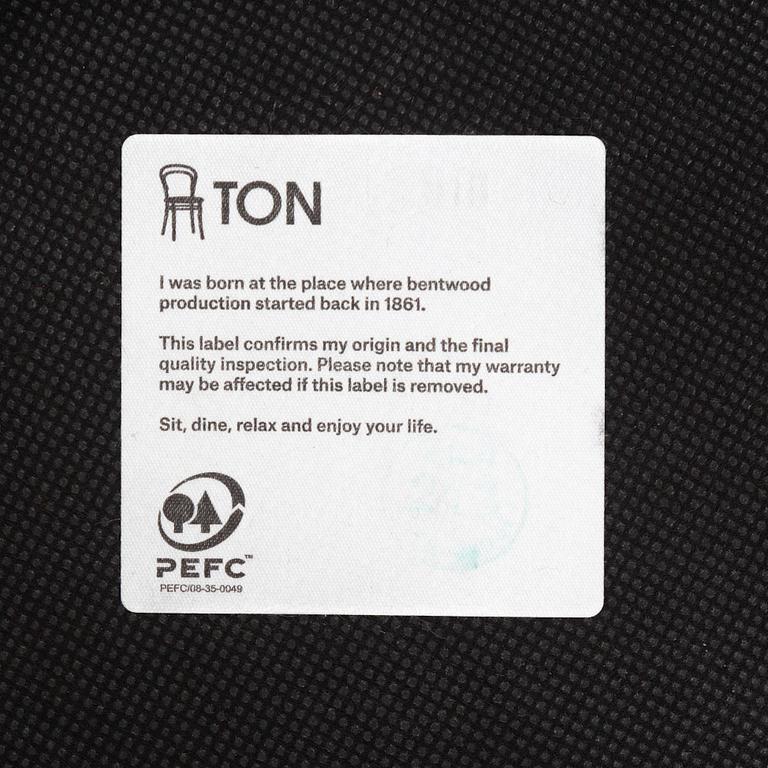 TON
I was born at the place where bentwood
production started back in 1861.
This label confirms my origin and the final
quality inspection. Please note that my warranty
may be affected if this label is removed.
Sit, dine, relax and enjoy your life.
PEFC™
PEFC/08-35-0049